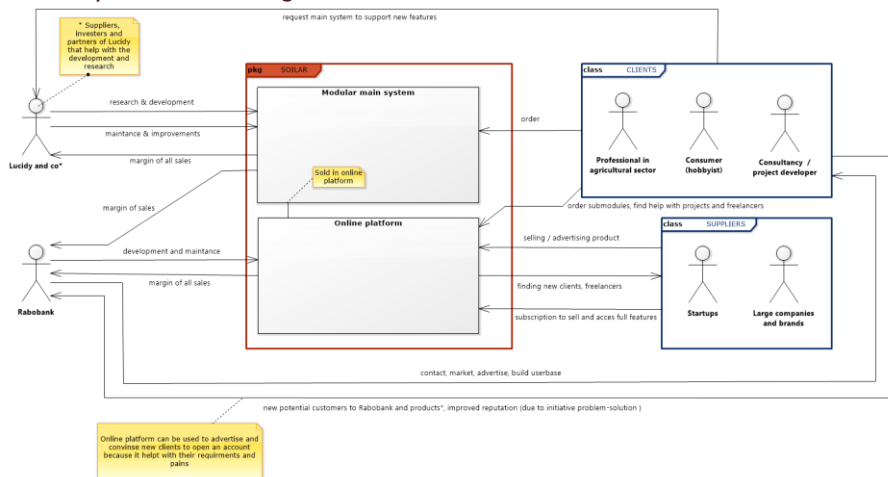 request main system to support new features
* Suppliers,
investers and
partners of Lucidy
that help with the
development and
research
pkg SOILAR
class CLIENTS
Modular main system
research & development
maintance & improvements
margin of all sales
order
Lucidy and co*
Professional in
agricultural sector
Consumer
(hobbyist)
Consultancy /
project developer
Sold in online
platform
margin of sales
order submodules, find help with projects and freelancers
Online platform
class SUPPLIERS
selling / advertising product
development and maintance
margin of all sales
finding new clients, freelancers
Rabobank
Startups
Large companies
and brands
subscription to sell and acces full features
contact, market, advertise, build userbase
new potential customers to Rabobank and products*, improved reputation (due to initiative problem-solution )
Online platform can be used to advertise and
convinse new clients to open an account
because it helpt with their requirments and
pains